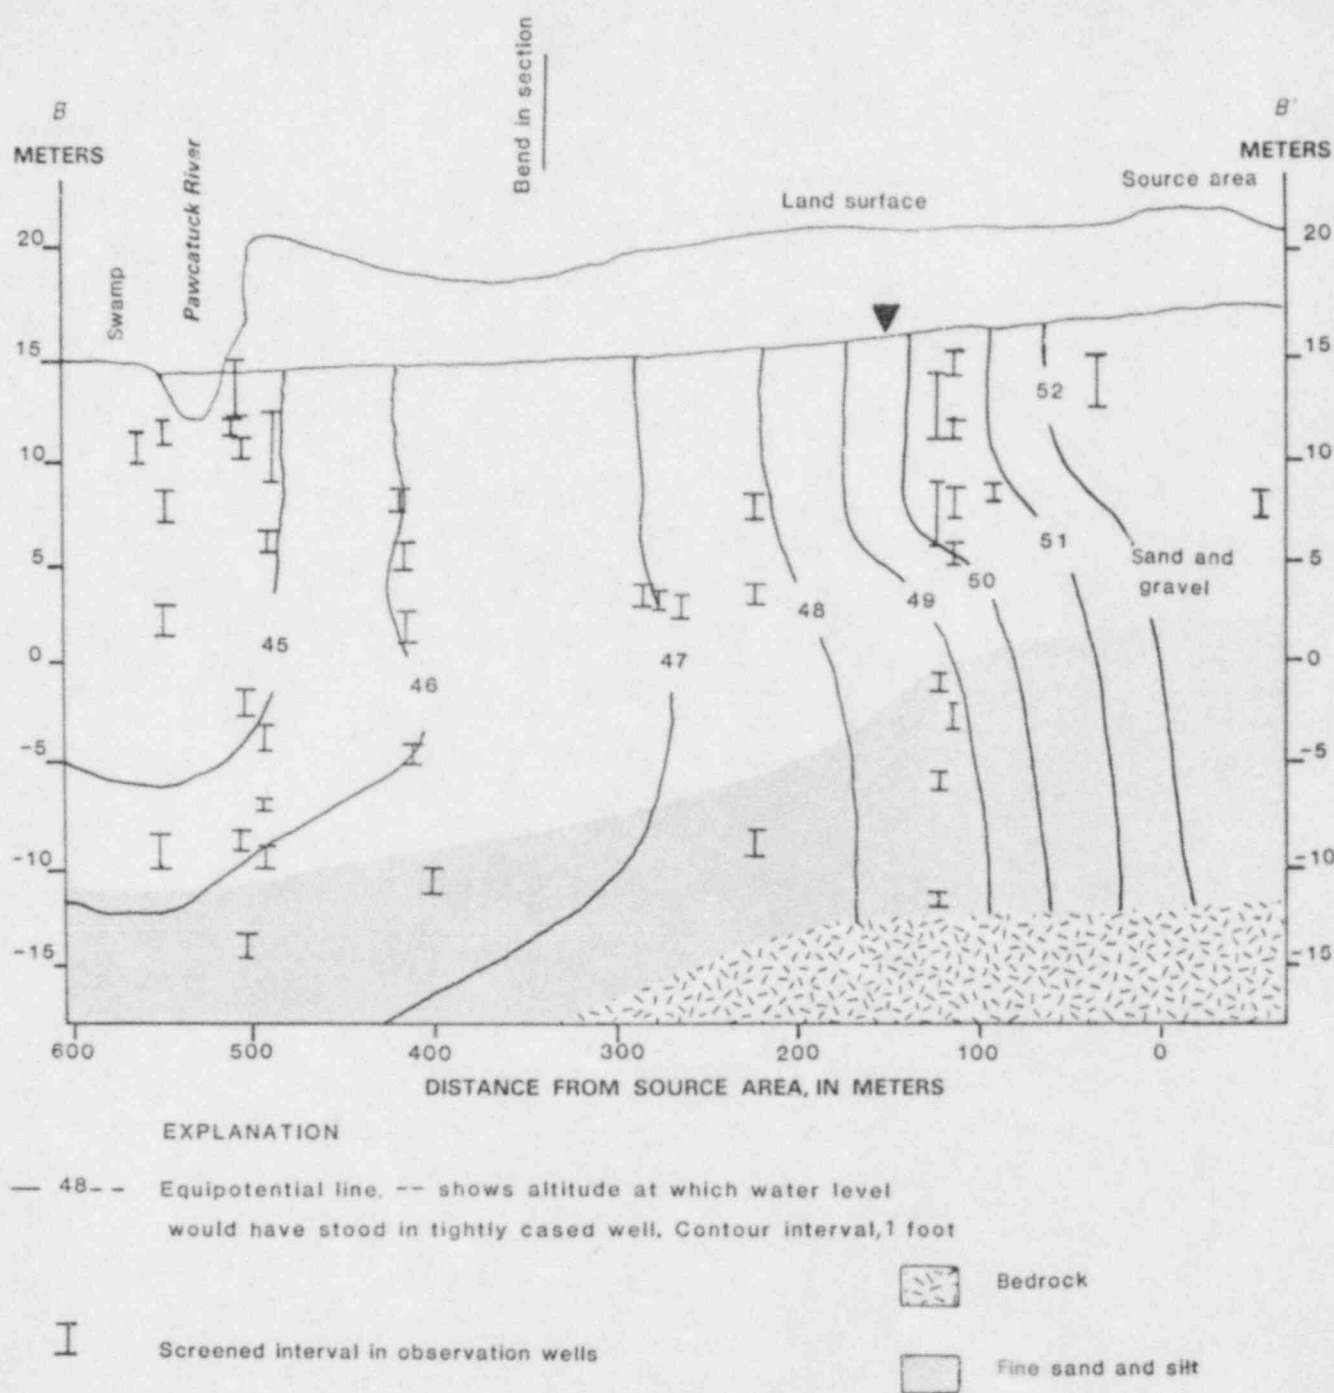 Bend in section
B
B'
METERS
METERS
Pawcatuck River
Source area
Land surface
Swamp
20
20
15
15
52
10
10
5
5
51
Sand and
gravel
50
49
48
45
47
46
0
0
-5
-5
-10
-10
-15
-15
600
500
400
300
200
100
0
DISTANCE FROM SOURCE AREA, IN METERS
EXPLANATION
— 48-- Equipotential line. -- shows altitude at which water level
would have stood in tightly cased well. Contour interval, 1 foot
Bedrock
Screened interval in observation wells
Fine sand and silt